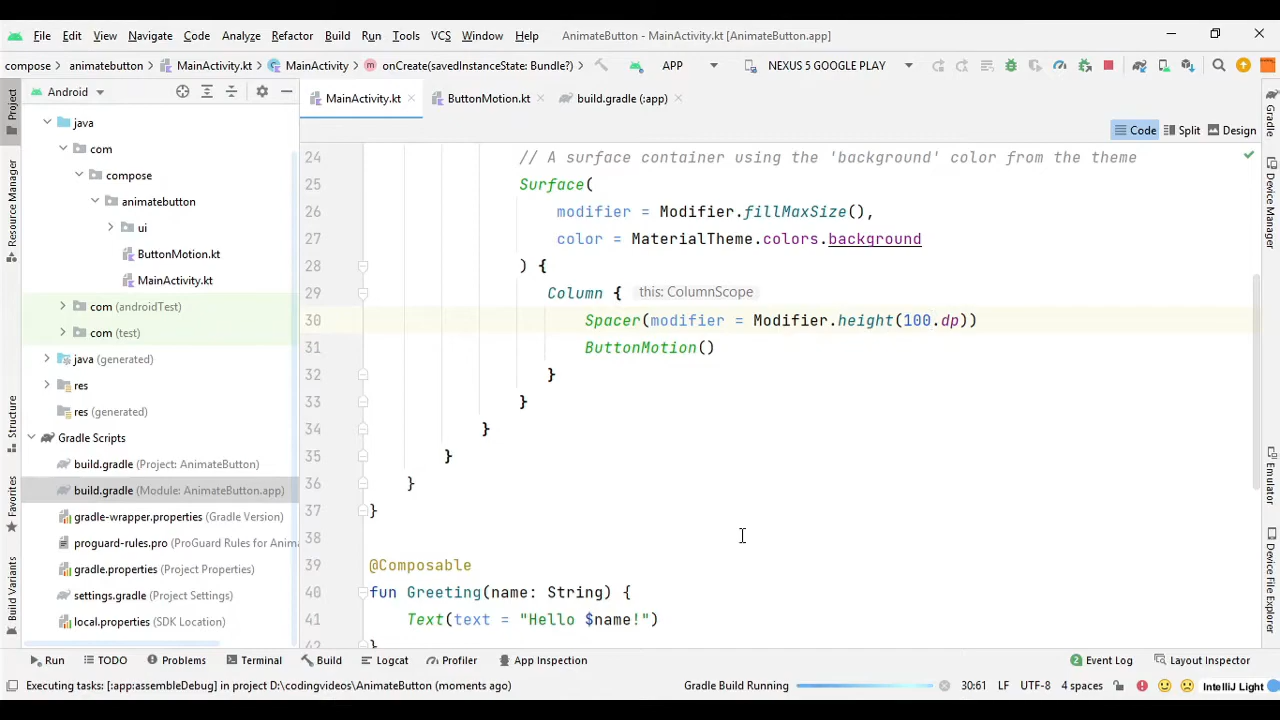 File Edit View Navigate Code Analyze Refactor Build Run Tools VCS Window Help AnimateButton - MainActivity.kt [AnimateButton.app]
compose animatebutton MainActivity.kt MainActivity onCreate(savedInstanceState: Bundle?) APP NEXUS 5 GOOGLE PLAY
Project
Android
MainActivity.kt ButtonMotion.kt build.gradle (:app)
Code Split Design
java
com
compose
animatebutton
ui
ButtonMotion.kt
MainActivity.kt
com (androidTest)
com (test)
java (generated)
res
res (generated)
Gradle Scripts
build.gradle (Project: AnimateButton)
build.gradle (Module: AnimateButton.app)
gradle-wrapper.properties (Gradle Version)
proguard-rules.pro (ProGuard Rules for Anim
gradle.properties (Project Properties)
settings.gradle (Project Settings)
local.properties (SDK Location)
Resource Manager
Structure
Favorites
Build Variants
24 // A surface container using the 'background' color from the theme
25 Surface(
26 modifier = Modifier.fillMaxSize(),
27 color = MaterialTheme.colors.background
28 ) {
29 Column { this: ColumnScope
30 Spacer(modifier = Modifier.height(100.dp))
31 ButtonMotion()
32 }
33 }
34 }
35 }
36 }
37 }
38
39 @Composable
40 fun Greeting(name: String) {
41 Text(text = "Hello $name!")
42 }
Gradle
Device Manager
Emulator
Device File Explorer
Run TODO Problems Terminal Build Logcat Profiler App Inspection 2 Event Log Layout Inspector
Executing tasks: [:app:assembleDebug] in project D:\codingvideos\AnimateButton (moments ago) Gradle Build Running 30:61 LF UTF-8 4 spaces IntelliJ Light